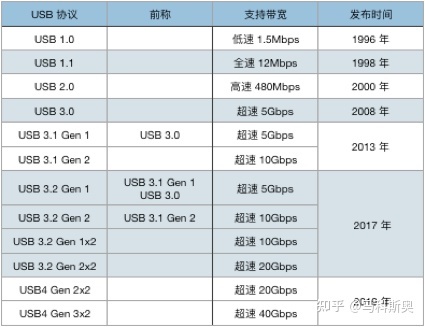 USB 协议 前称 支持带宽 发布时间
USB 1.0 低速 1.5Mbps 1996 年
USB 1.1 全速 12Mbps 1998 年
USB 2.0 高速 480Mbps 2000 年
USB 3.0 超速 5Gbps 2008 年
USB 3.1 Gen 1 USB 3.0 超速 5Gbps
2013 年
USB 3.1 Gen 2 超速 10Gbps
USB 3.2 Gen 1 USB 3.1 Gen 1
USB 3.0 超速 5Gbps
USB 3.2 Gen 2 USB 3.1 Gen 2 超速 10Gbps
2017 年
USB 3.2 Gen 1x2 超速 10Gbps
USB 3.2 Gen 2x2 超速 20Gbps
USB4 Gen 2x2 超速 20Gbps
USB4 Gen 3x2 超速 40Gbps
知乎 @马科斯奥